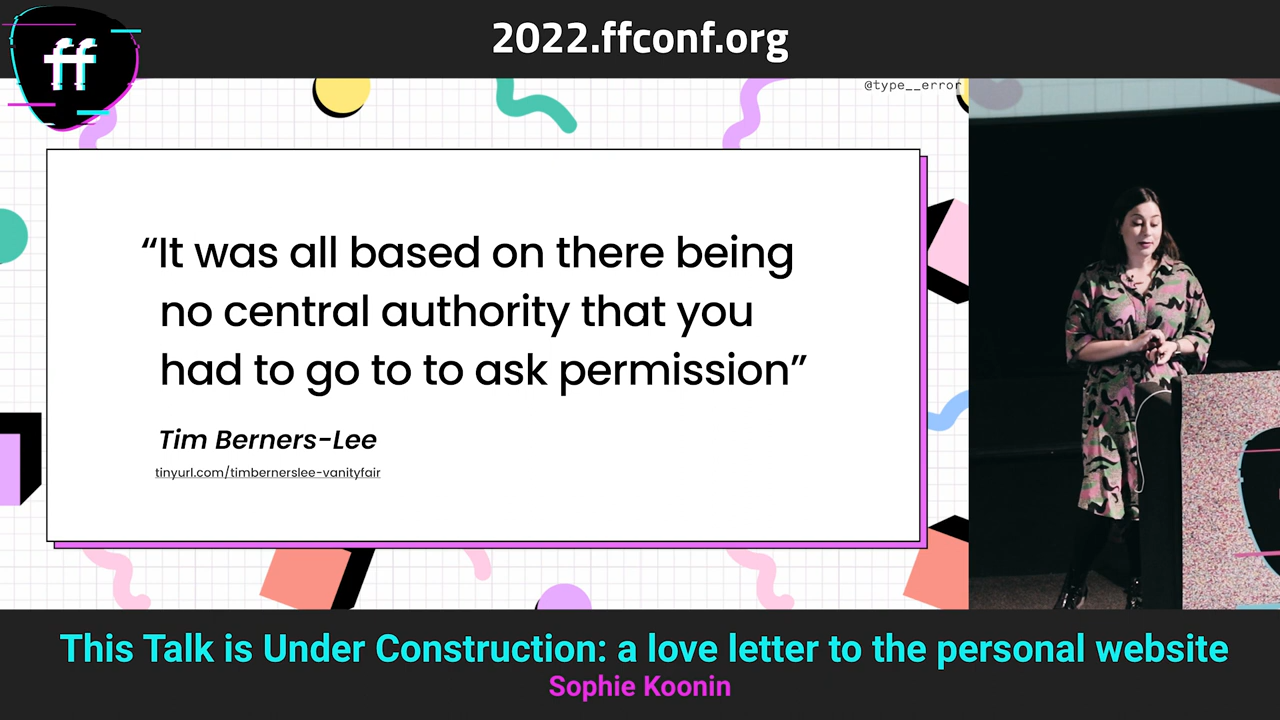 2022.ffconf.org
ff
@type__error
“It was all based on there being
no central authority that you
had to go to to ask permission”
Tim Berners-Lee
tinyurl.com/timbernerslee-vanityfair
This Talk is Under Construction: a love letter to the personal website
Sophie Koonin